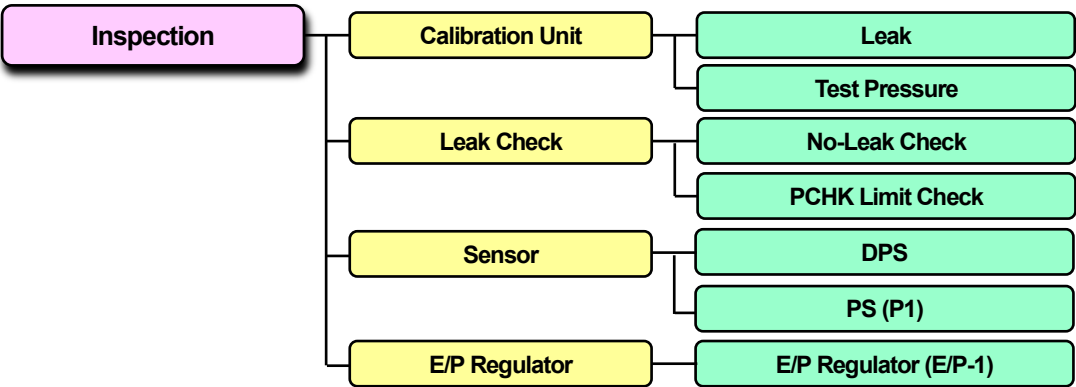 Inspection
Calibration Unit
Leak
Test Pressure
Leak Check
No-Leak Check
PCHK Limit Check
Sensor
DPS
PS (P1)
E/P Regulator
E/P Regulator (E/P-1)